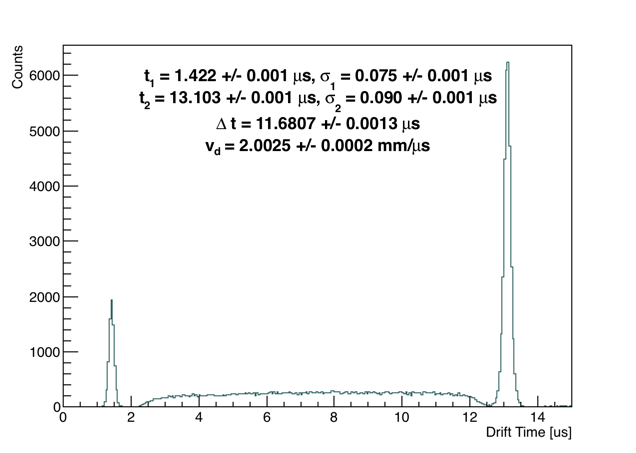 Counts
6000
5000
4000
3000
2000
1000
0
t₁ = 1.422 +/- 0.001 μs, σ₁ = 0.075 +/- 0.001 μs
t₂ = 13.103 +/- 0.001 μs, σ₂ = 0.090 +/- 0.001 μs
Δ t = 11.6807 +/- 0.0013 μs
v_d = 2.0025 +/- 0.0002 mm/μs
0 2 4 6 8 10 12 14
Drift Time [us]